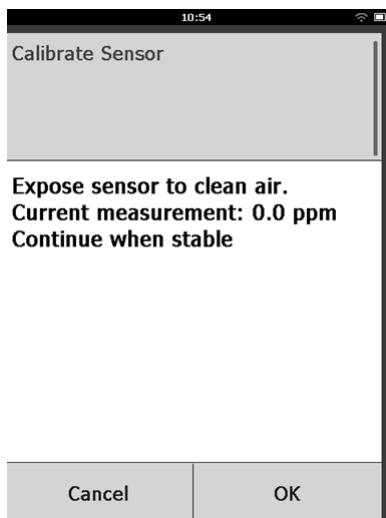 10:54
Calibrate Sensor
Expose sensor to clean air.
Current measurement: 0.0 ppm
Continue when stable
Cancel
OK